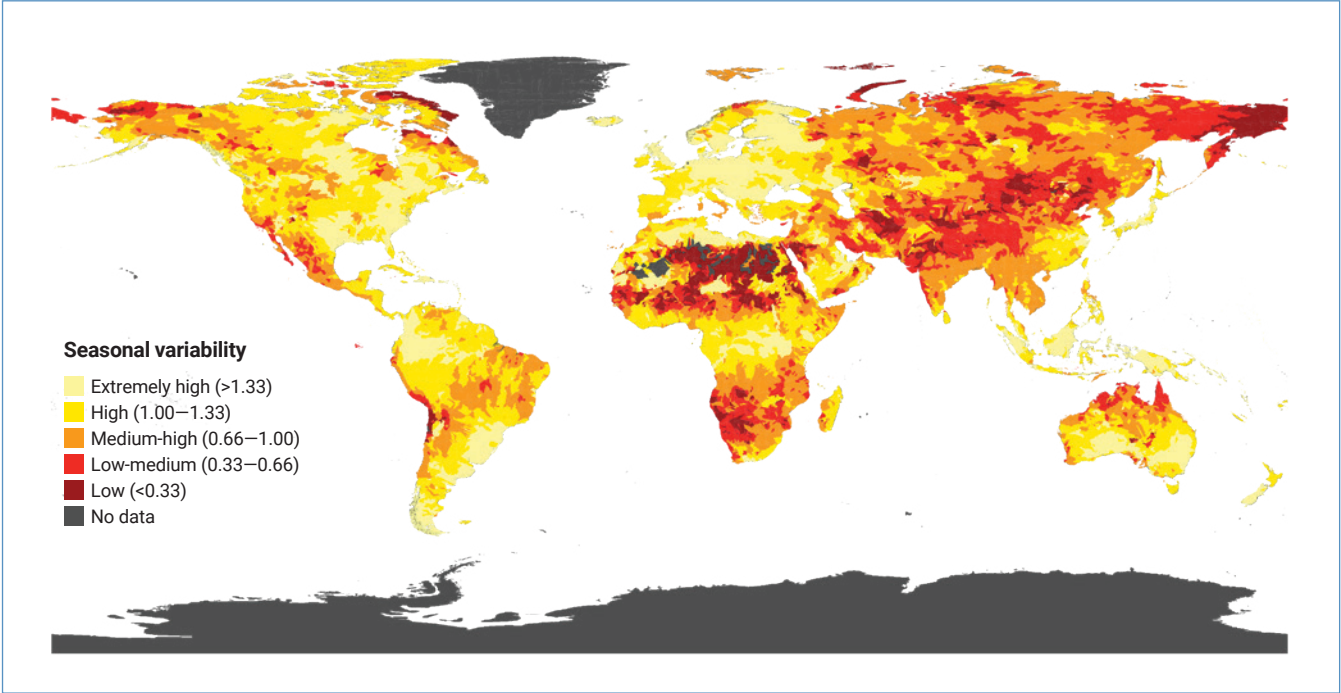 Seasonal variability
Extremely high (>1.33)
High (1.00—1.33)
Medium-high (0.66—1.00)
Low-medium (0.33—0.66)
Low (<0.33)
No data